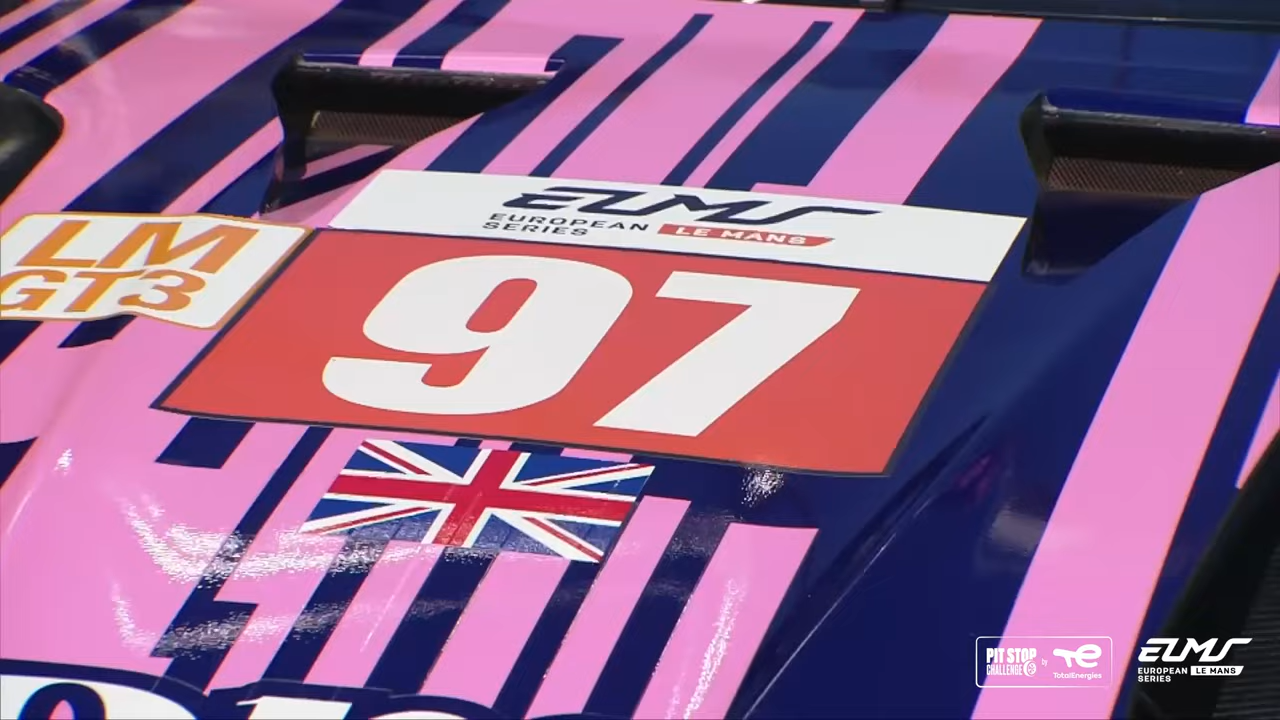 ELMS
EUROPEAN
SERIES
LE MANS
LM
GT3
97
PIT STOP
CHALLENGE
by
TotalEnergies
ELMS
EUROPEAN
SERIES
LE MANS